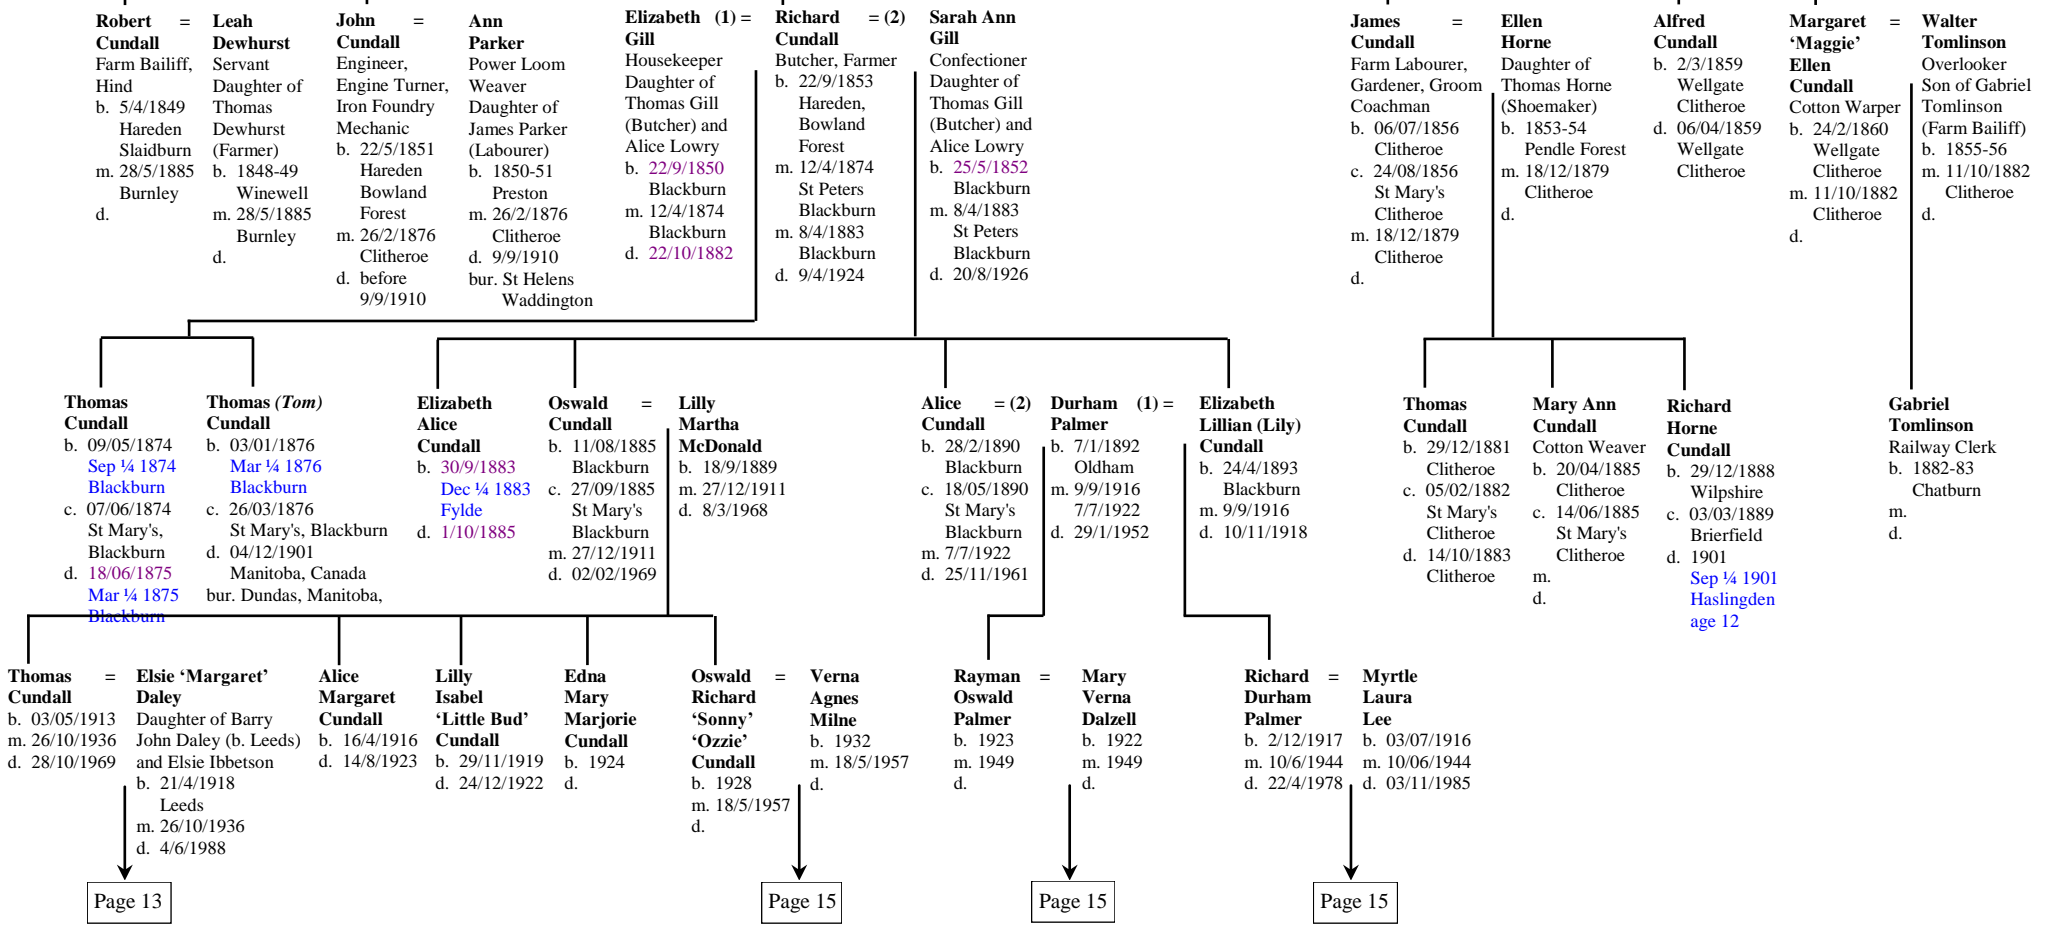 Robert =
Cundall
Farm Bailiff,
Hind
b. 5/4/1849
Hareden
Slaidburn
m. 28/5/1885
Burnley
d.
Leah
Dewhurst
Servant
Daughter of
Thomas
Dewhurst
(Farmer)
b. 1848-49
Winewell
m. 28/5/1885
Burnley
d.
John =
Cundall
Engineer,
Engine Turner,
Iron Foundry
Mechanic
b. 22/5/1851
Hareden
Bowland
Forest
m. 26/2/1876
Clitheroe
d. before
9/9/1910
Ann
Parker
Power Loom
Weaver
Daughter of
James Parker
(Labourer)
b. 1850-51
Preston
m. 26/2/1876
Clitheroe
d. 9/9/1910
bur. St Helens
Waddington
Elizabeth (1) =
Gill
Housekeeper
Daughter of
Thomas Gill
(Butcher) and
Alice Lowry
b. 22/9/1850
Blackburn
m. 12/4/1874
Blackburn
d. 22/10/1882
Richard = (2)
Cundall
Butcher, Farmer
b. 22/9/1853
Hareden,
Bowland
Forest
m. 12/4/1874
St Peters
Blackburn
m. 8/4/1883
Blackburn
d. 9/4/1924
Sarah Ann
Gill
Confectioner
Daughter of
Thomas Gill
(Butcher) and
Alice Lowry
b. 25/5/1852
Blackburn
m. 8/4/1883
St Peters
Blackburn
d. 20/8/1926
James =
Cundall
Farm Labourer,
Gardener, Groom
Coachman
b. 06/07/1856
Clitheroe
c. 24/08/1856
St Mary's
Clitheroe
m. 18/12/1879
Clitheroe
d.
Ellen
Horne
Daughter of
Thomas Horne
(Shoemaker)
b. 1853-54
Pendle Forest
m. 18/12/1879
Clitheroe
d.
Alfred
Cundall
b. 2/3/1859
Wellgate
Clitheroe
d. 06/04/1859
Wellgate
Clitheroe
Margaret =
‘Maggie’
Ellen
Cundall
Cotton Warper
b. 24/2/1860
Wellgate
Clitheroe
m. 11/10/1882
Clitheroe
d.
Walter
Tomlinson
Overlooker
Son of Gabriel
Tomlinson
(Farm Bailiff)
b. 1855-56
m. 11/10/1882
Clitheroe
d.
Thomas
Cundall
b. 09/05/1874
Sep ¼ 1874
Blackburn
c. 07/06/1874
St Mary's,
Blackburn
d. 18/06/1875
Mar ¼ 1875
Blackburn
Thomas (Tom)
Cundall
b. 03/01/1876
Mar ¼ 1876
Blackburn
c. 26/03/1876
St Mary's, Blackburn
d. 04/12/1901
Manitoba, Canada
bur. Dundas, Manitoba,
Elizabeth
Alice
Cundall
b. 30/9/1883
Dec ¼ 1883
Fylde
d. 1/10/1885
Oswald =
Cundall
b. 11/08/1885
Blackburn
c. 27/09/1885
St Mary's
Blackburn
m. 27/12/1911
d. 02/02/1969
Lilly
Martha
McDonald
b. 18/9/1889
m. 27/12/1911
d. 8/3/1968
Alice = (2)
Cundall
b. 28/2/1890
Blackburn
c. 18/05/1890
St Mary's
Blackburn
m. 7/7/1922
d. 25/11/1961
Durham (1) =
Palmer
b. 7/1/1892
Oldham
m. 9/9/1916
7/7/1922
d. 29/1/1952
Elizabeth
Lillian (Lily)
Cundall
b. 24/4/1893
Blackburn
m. 9/9/1916
d. 10/11/1918
Thomas
Cundall
b. 29/12/1881
Clitheroe
c. 05/02/1882
St Mary's
Clitheroe
d. 14/10/1883
Clitheroe
Mary Ann
Cundall
Cotton Weaver
b. 20/04/1885
Clitheroe
c. 14/06/1885
St Mary's
Clitheroe
m.
d.
Richard
Horne
Cundall
b. 29/12/1888
Wilpshire
c. 03/03/1889
Brierfield
d. 1901
Sep ¼ 1901
Haslingden
age 12
Gabriel
Tomlinson
Railway Clerk
b. 1882-83
Chatburn
m.
d.
Thomas =
Cundall
b. 03/05/1913
m. 26/10/1936
d. 28/10/1969
Elsie ‘Margaret’
Daley
Daughter of Barry
John Daley (b. Leeds)
and Elsie Ibbetson
b. 21/4/1918
Leeds
m. 26/10/1936
d. 4/6/1988
Alice
Margaret
Cundall
b. 16/4/1916
d. 14/8/1923
Lilly
Isabel
‘Little Bud’
Cundall
b. 29/11/1919
d. 24/12/1922
Edna
Mary
Marjorie
Cundall
b. 1924
d.
Oswald =
Richard
‘Sonny’
‘Ozzie’
Cundall
b. 1928
m. 18/5/1957
d.
Verna
Agnes
Milne
b. 1932
m. 18/5/1957
d.
Rayman =
Oswald
Palmer
b. 1923
m. 1949
d.
Mary
Verna
Dalzell
b. 1922
m. 1949
d.
Richard =
Durham
Palmer
b. 2/12/1917
m. 10/6/1944
d. 22/4/1978
Myrtle
Laura
Lee
b. 03/07/1916
m. 10/06/1944
d. 03/11/1985
Page 13
Page 15
Page 15
Page 15